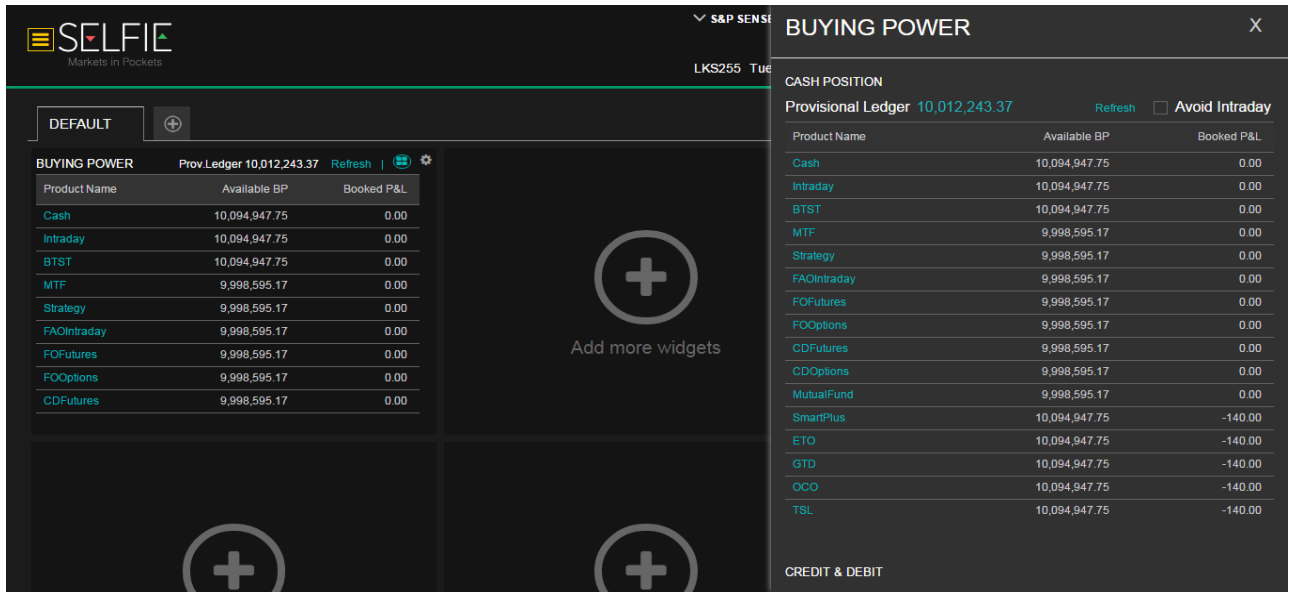 SELFIE
Markets in Pockets
S&P SENSE
LKS255 Tue
DEFAULT
BUYING POWER Prov.Ledger 10,012,243.37 Refresh |
Product Name Available BP Booked P&L
Cash 10,094,947.75 0.00
Intraday 10,094,947.75 0.00
BTST 10,094,947.75 0.00
MTF 9,998,595.17 0.00
Strategy 9,998,595.17 0.00
FAOIntraday 9,998,595.17 0.00
FOFutures 9,998,595.17 0.00
FOOptions 9,998,595.17 0.00
CDFutures 9,998,595.17 0.00
Add more widgets
BUYING POWER X
CASH POSITION
Provisional Ledger 10,012,243.37 Refresh Avoid Intraday
Product Name Available BP Booked P&L
Cash 10,094,947.75 0.00
Intraday 10,094,947.75 0.00
BTST 10,094,947.75 0.00
MTF 9,998,595.17 0.00
Strategy 9,998,595.17 0.00
FAOIntraday 9,998,595.17 0.00
FOFutures 9,998,595.17 0.00
FOOptions 9,998,595.17 0.00
CDFutures 9,998,595.17 0.00
CDOptions 9,998,595.17 0.00
MutualFund 9,998,595.17 0.00
SmartPlus 10,094,947.75 -140.00
ETO 10,094,947.75 -140.00
GTD 10,094,947.75 -140.00
OCO 10,094,947.75 -140.00
TSL 10,094,947.75 -140.00
CREDIT & DEBIT